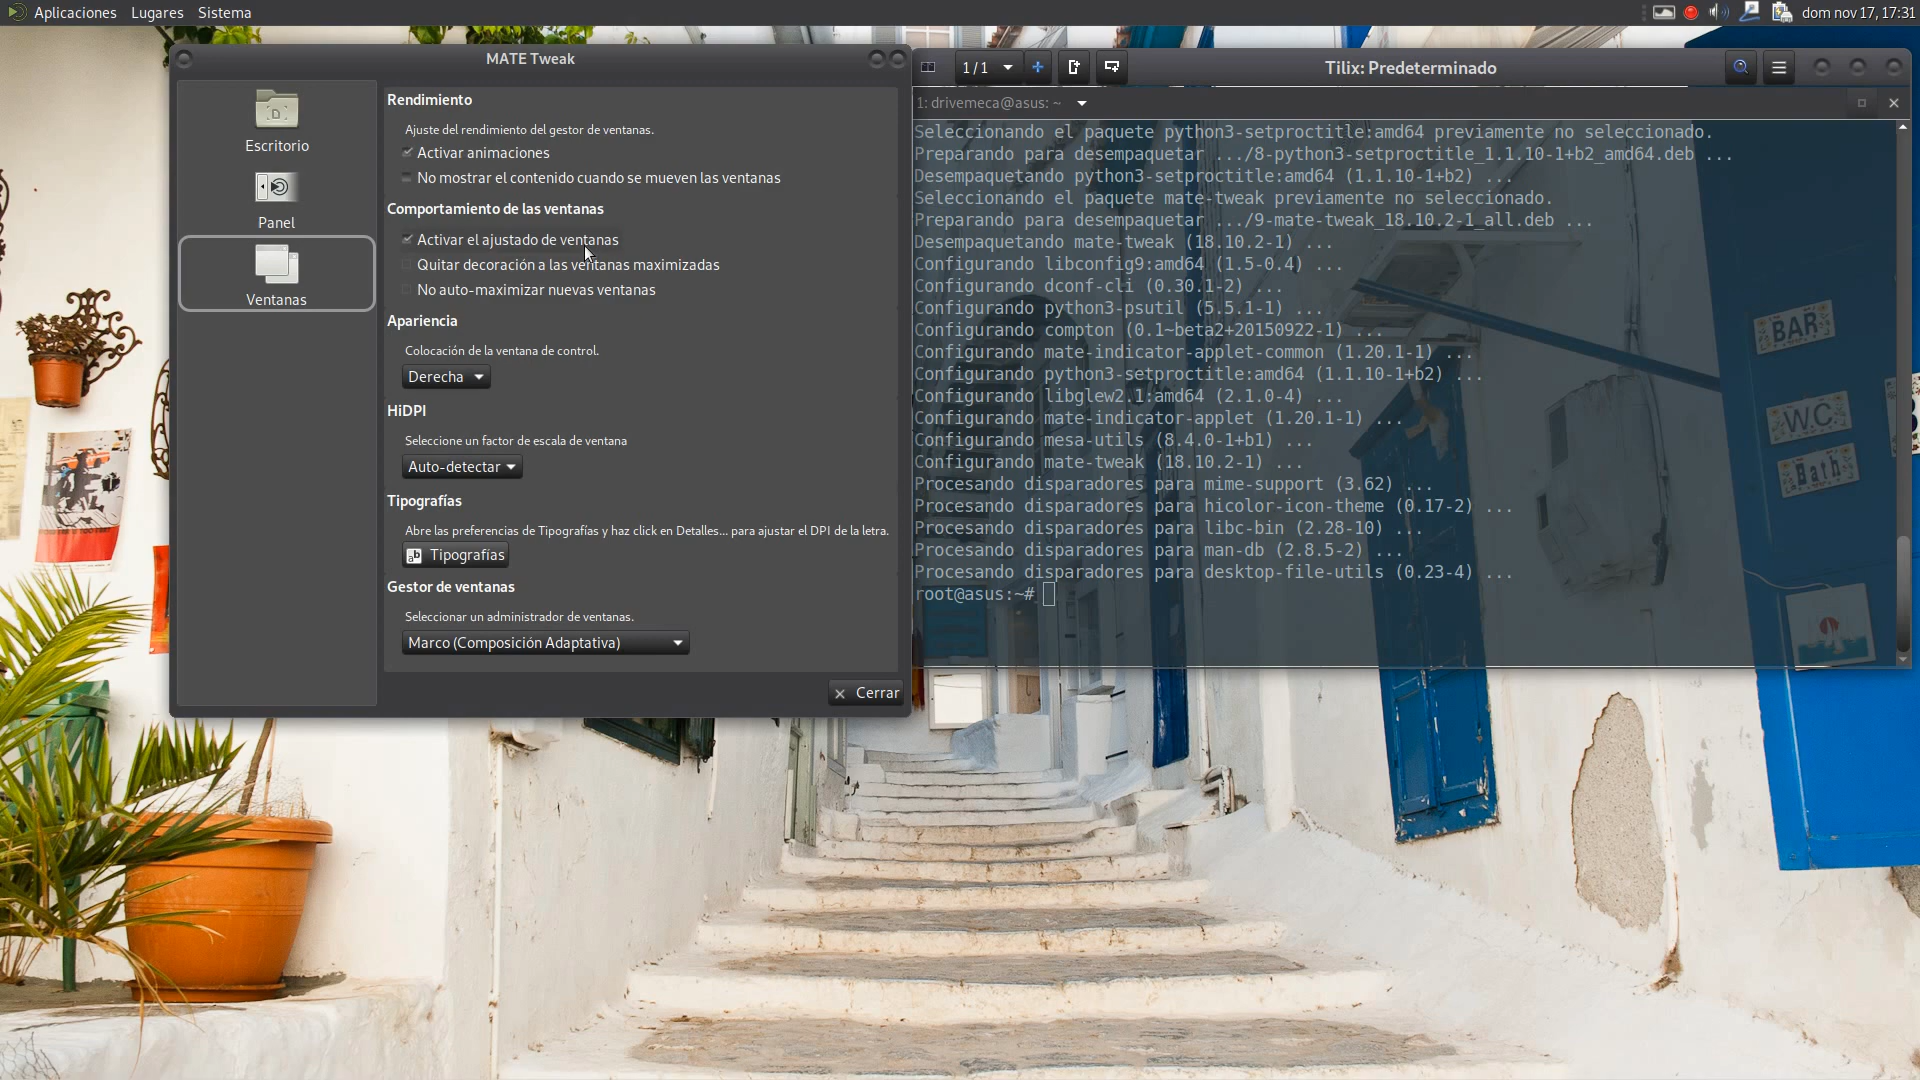 Aplicaciones Lugares Sistema
dom nov 17, 17:31
MATE Tweak
Escritorio
Panel
Ventanas
Rendimiento
Ajuste del rendimiento del gestor de ventanas.
Activar animaciones
No mostrar el contenido cuando se mueven las ventanas
Comportamiento de las ventanas
Activar el ajustado de ventanas
Quitar decoración a las ventanas maximizadas
No auto-maximizar nuevas ventanas
Apariencia
Colocación de la ventana de control.
Derecha
HiDPI
Seleccione un factor de escala de ventana
Auto-detectar
Tipografías
Abre las preferencias de Tipografías y haz click en Detalles... para ajustar el DPI de la letra.
Tipografías
Gestor de ventanas
Seleccionar un administrador de ventanas.
Marco (Composición Adaptativa)
Cerrar
1 / 1
Tilix: Predeterminado
1: drivemeca@asus: ~
Seleccionando el paquete python3-setproctitle:amd64 previamente no seleccionado.
Preparando para desempaquetar .../8-python3-setproctitle_1.1.10-1+b2_amd64.deb ...
Desempaquetando python3-setproctitle:amd64 (1.1.10-1+b2) ...
Seleccionando el paquete mate-tweak previamente no seleccionado.
Preparando para desempaquetar .../9-mate-tweak_18.10.2-1_all.deb ...
Desempaquetando mate-tweak (18.10.2-1) ...
Configurando libconfig9:amd64 (1.5-0.4) ...
Configurando dconf-cli (0.30.1-2) ...
Configurando python3-psutil (5.5.1-1) ...
Configurando compton (0.1~beta2+20150922-1) ...
Configurando mate-indicator-applet-common (1.20.1-1) ...
Configurando python3-setproctitle:amd64 (1.1.10-1+b2) ...
Configurando libglew2.1:amd64 (2.1.0-4) ...
Configurando mate-indicator-applet (1.20.1-1) ...
Configurando mesa-utils (8.4.0-1+b1) ...
Configurando mate-tweak (18.10.2-1) ...
Procesando disparadores para mime-support (3.62) ...
Procesando disparadores para hicolor-icon-theme (0.17-2) ...
Procesando disparadores para libc-bin (2.28-10) ...
Procesando disparadores para man-db (2.8.5-2) ...
Procesando disparadores para desktop-file-utils (0.23-4) ...
root@asus:~#
BAR
W.C
Bath